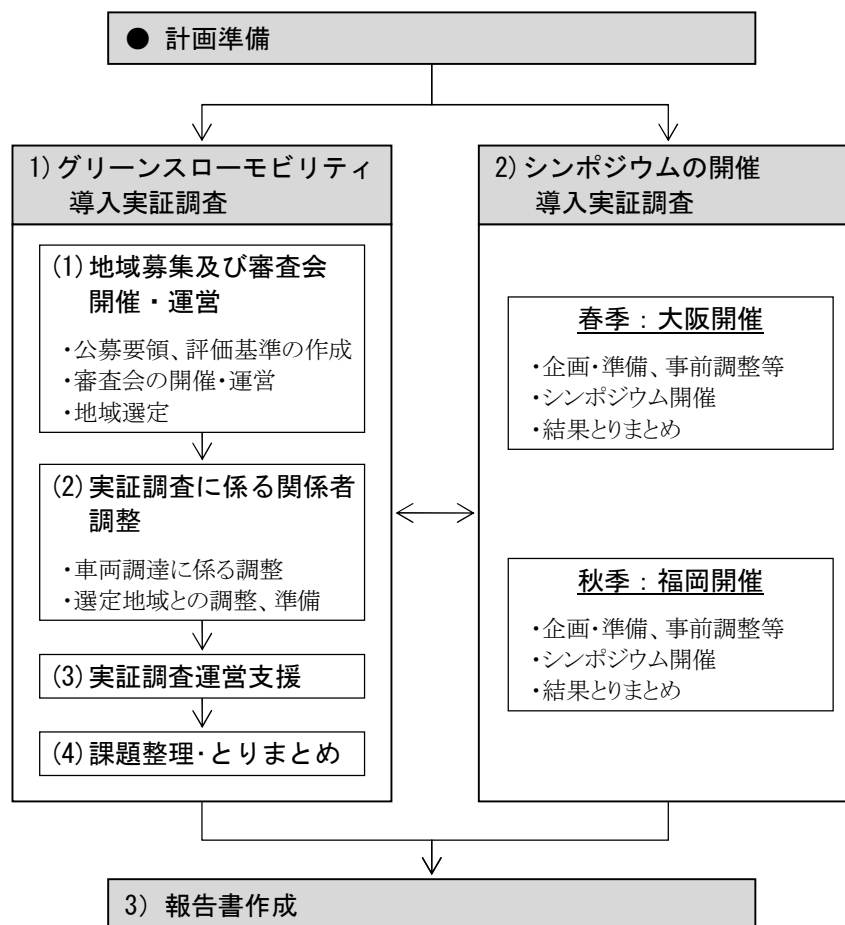 ● 計画準備
1) グリーンスローモビリティ
導入実証調査
(1) 地域募集及び審査会
開催・運営
・公募要領、評価基準の作成
・審査会の開催・運営
・地域選定
(2) 実証調査に係る関係者
調整
・車両調達に係る調整
・選定地域との調整、準備
(3) 実証調査運営支援
(4) 課題整理・とりまとめ
2) シンポジウムの開催
導入実証調査
春季：大阪開催
・企画・準備、事前調整等
・シンポジウム開催
・結果とりまとめ
秋季：福岡開催
・企画・準備、事前調整等
・シンポジウム開催
・結果とりまとめ
3) 報告書作成